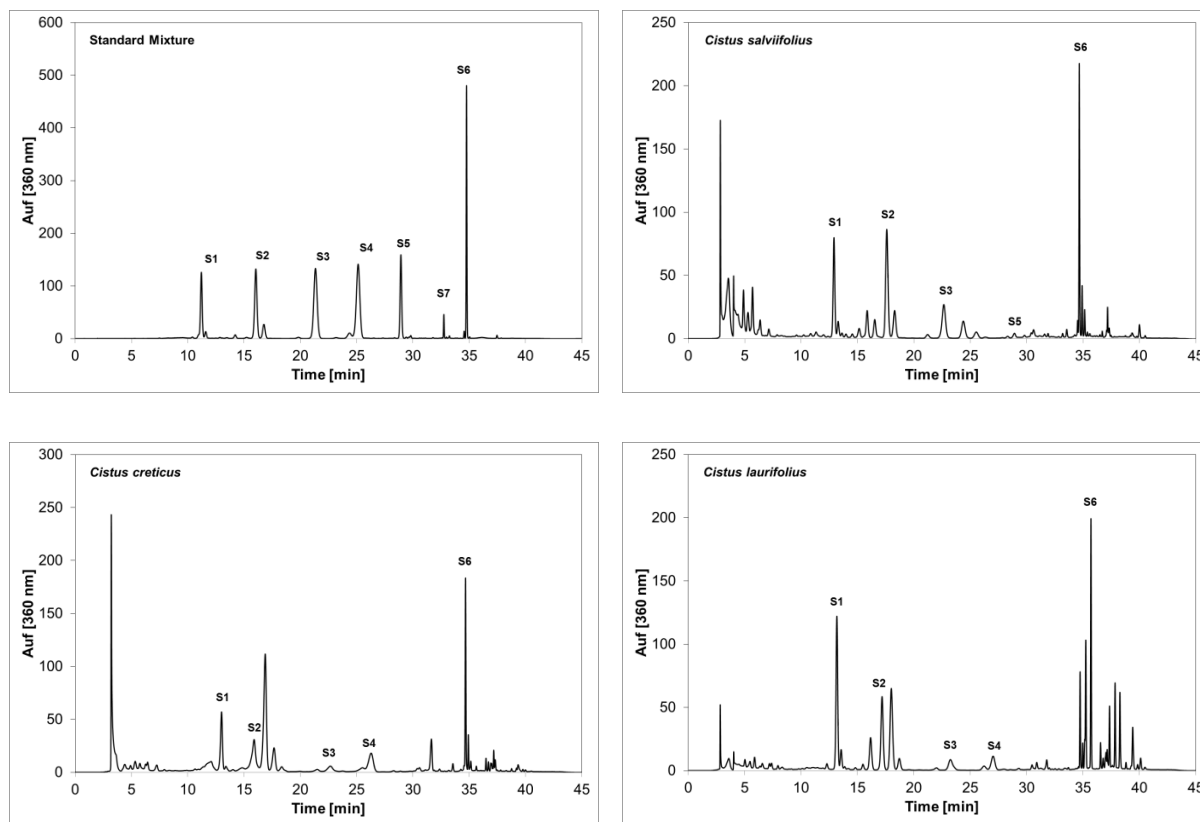 Standard Mixture
600
500
400
300
200
100
0
Auf [360 nm]
S1
S2
S3
S4
S5
S7
S6
0 5 10 15 20 25 30 35 40 45
Time [min]
Cistus salviifolius
250
200
150
100
50
0
Auf [360 nm]
S1
S2
S3
S5
S6
0 5 10 15 20 25 30 35 40 45
Time [min]
Cistus creticus
300
250
200
150
100
50
0
Auf [360 nm]
S1
S2
S3
S4
S6
0 5 10 15 20 25 30 35 40 45
Time [min]
Cistus laurifolius
250
200
150
100
50
0
Auf [360 nm]
S1
S2
S3
S4
S6
0 5 10 15 20 25 30 35 40 45
Time [min]